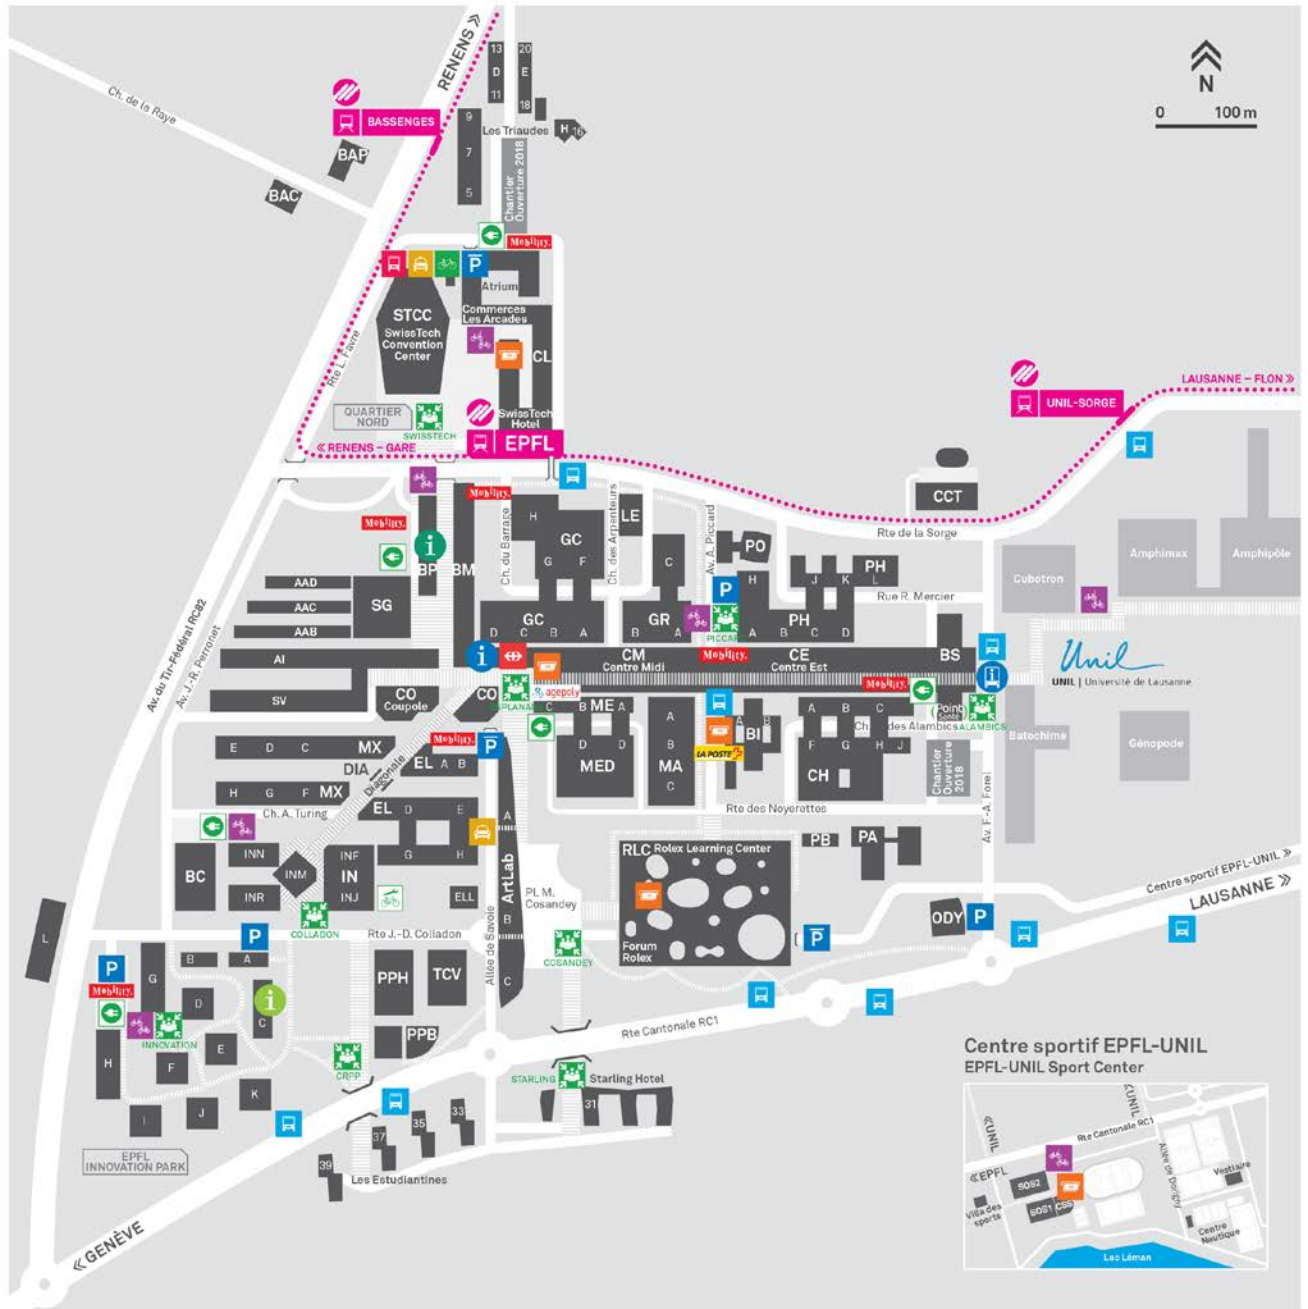 RENENS »
N
0 100 m
Ch. de la Raye
BASSENGES
BAP
BAC
13
D
11
20
E
18
9
7
5
Les Triaudes
H 16
Chantier
Ouverture 2018
Mobility.
P
Atrium
Commerces
Les Arcades
STCC
SwissTech
Convention
Center
CL
Rte L. Favre
QUARTIER
NORD
SWISSTECH
SwissTech
Hotel
EPFL
« RENENS – GARE
UNIL-SORGE
LAUSANNE – FLON »
CCT
Rte de la Sorge
Mobility.
Mobility.
i
BP
BM
Ch. du Barrage
H
GC
G F
LE
Ch. des Arpenteurs
C
Av. A. Piccard
PO
P
H
J K L
PH
Rue R. Mercier
Cubotron
Amphimax
Amphipôle
AAD
AAC
AAB
SG
GC
D C B A
GR
B A
PICCARD
PH
A B C D
Av. du Tir-Fédéral RC82
Av. J.-R. Perronet
AI
SV
CO
Coupole
CO
i
CM
Centre Midi
Mobility.
CE
Centre Est
BS
i
Unil
UNIL | Université de Lausanne
ESPLANADE
agepoly
Mobility.
Point
Santé
ALAMBICS
Ch. des Alambics
C B A
ME
D D
MED
A
B
MA
C
A B
BI
LA POSTE
A B C
F G H J
CH
Chantier
Ouverture
2018
Batochime
Génopode
E D C MX
DIA
Diagonale
H G F MX
Mobility.
P
EL A B
EL D E
G H
Ch. A. Turing
Rte des Noyerettes
Av. F.-A. Forel
BC
INN
INR
INM
INF
IN
INJ
ELL
A
ArtLab
B
C
Pl. M.
Cosandey
RLC Rolex Learning Center
Forum
Rolex
PB
PA
ODY
P
P
Centre sportif EPFL-UNIL »
LAUSANNE »
L
COLLADON
Rte J.-D. Colladon
Allée de Savoie
COSANDEY
P
P
Mobility.
B A
G
D
i
C
INNOVATION
E
H
F
K
I
J
PPH
TCV
PPB
CRPP
Rte Cantonale RC1
STARLING
Starling Hotel
31
33
35
37
39
Les Estudiantines
EPFL
INNOVATION PARK
« GENÈVE
Centre sportif EPFL-UNIL
EPFL-UNIL Sport Center
«UNIL
UNIL»
Rte Cantonale RC1
«EPFL
SOS2
SOS1
CSS
Villa des
sports
Allée de Dorigny
Vestiaire
Centre
Nautique
Lac Léman